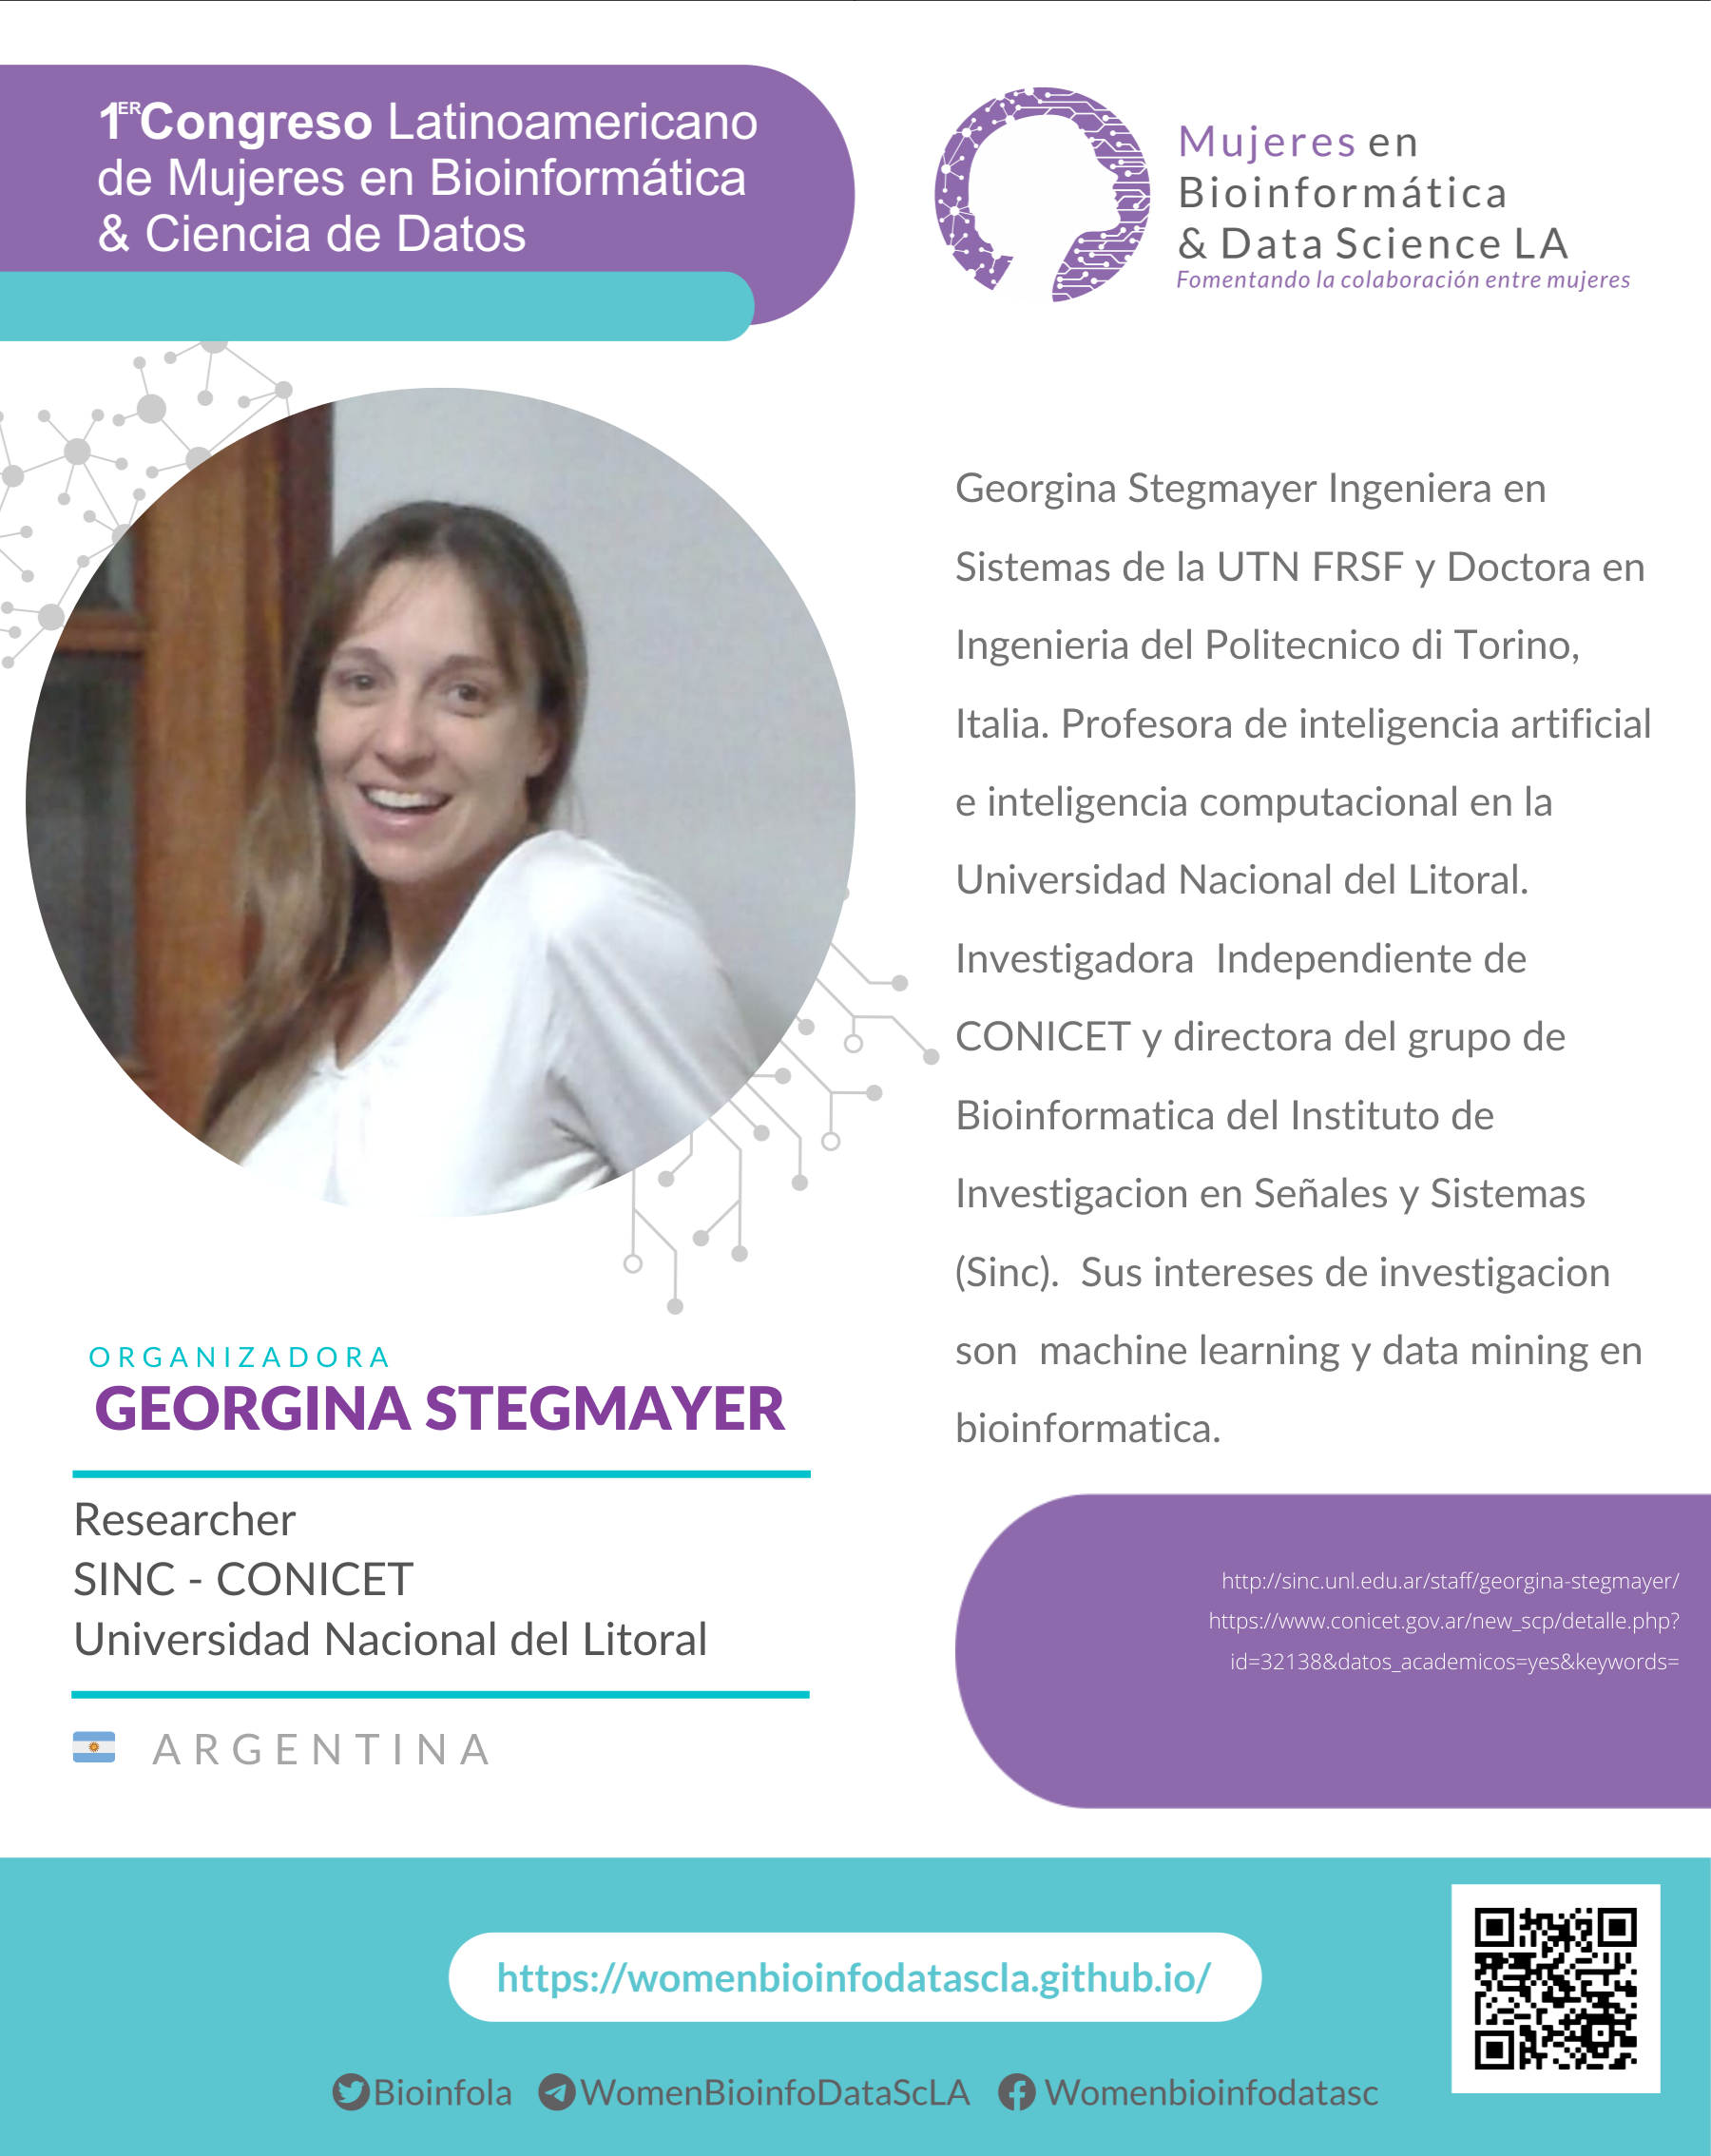 1ER Congreso Latinoamericano
de Mujeres en Bioinformática
& Ciencia de Datos
Mujeres en
Bioinformática
& Data Science LA
Fomentando la colaboración entre mujeres
Georgina Stegmayer Ingeniera en
Sistemas de la UTN FRSF y Doctora en
Ingenieria del Politecnico di Torino,
Italia. Profesora de inteligencia artificial
e inteligencia computacional en la
Universidad Nacional del Litoral.
Investigadora  Independiente de
CONICET y directora del grupo de
Bioinformatica del Instituto de
Investigacion en Señales y Sistemas
(Sinc).  Sus intereses de investigacion
son  machine learning y data mining en
bioinformatica.
ORGANIZADORA
GEORGINA STEGMAYER
Researcher
SINC - CONICET
Universidad Nacional del Litoral
ARGENTINA
http://sinc.unl.edu.ar/staff/georgina-stegmayer/
https://www.conicet.gov.ar/new_scp/detalle.php?
id=32138&datos_academicos=yes&keywords=
https://womenbioinfodatascla.github.io/
Bioinfola WomenBioinfoDataScLA Womenbioinfodatasc